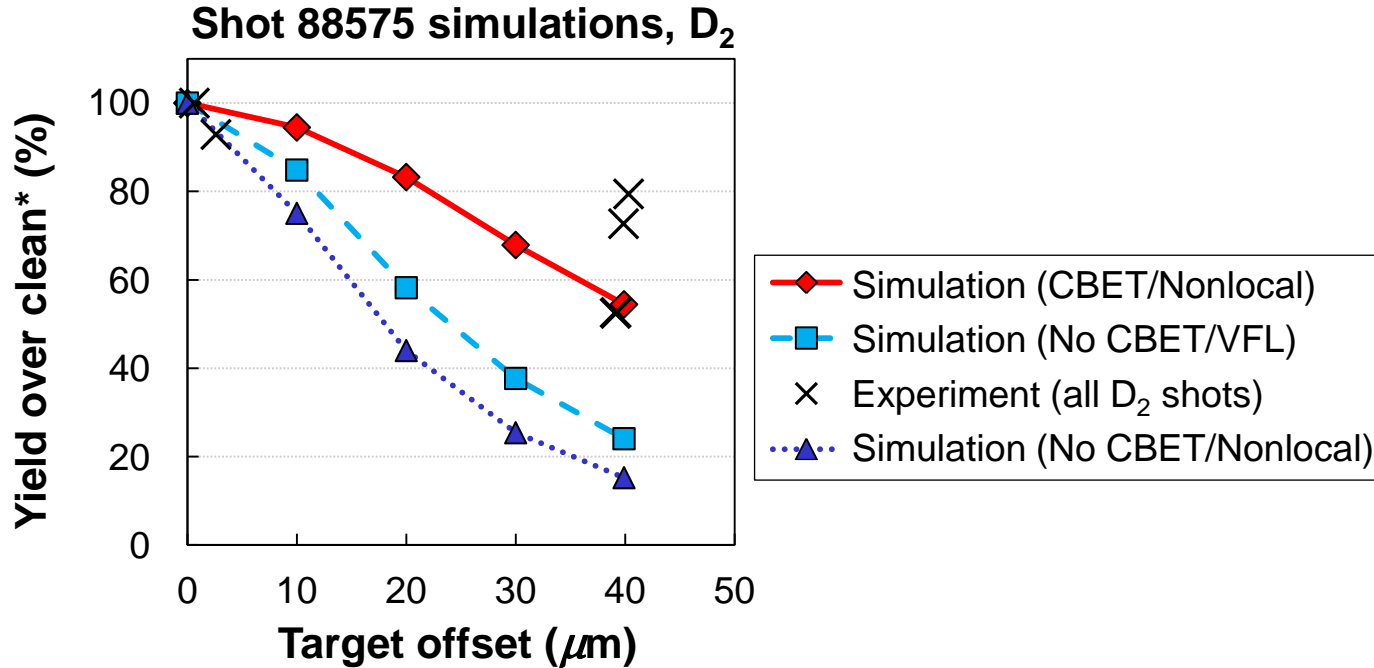 Shot 88575 simulations, D₂
Yield over clean* (%)
100
80
60
40
20
0
0 10 20 30 40 50
Target offset (μm)
Simulation (CBET/Nonlocal)
Simulation (No CBET/VFL)
Experiment (all D₂ shots)
Simulation (No CBET/Nonlocal)